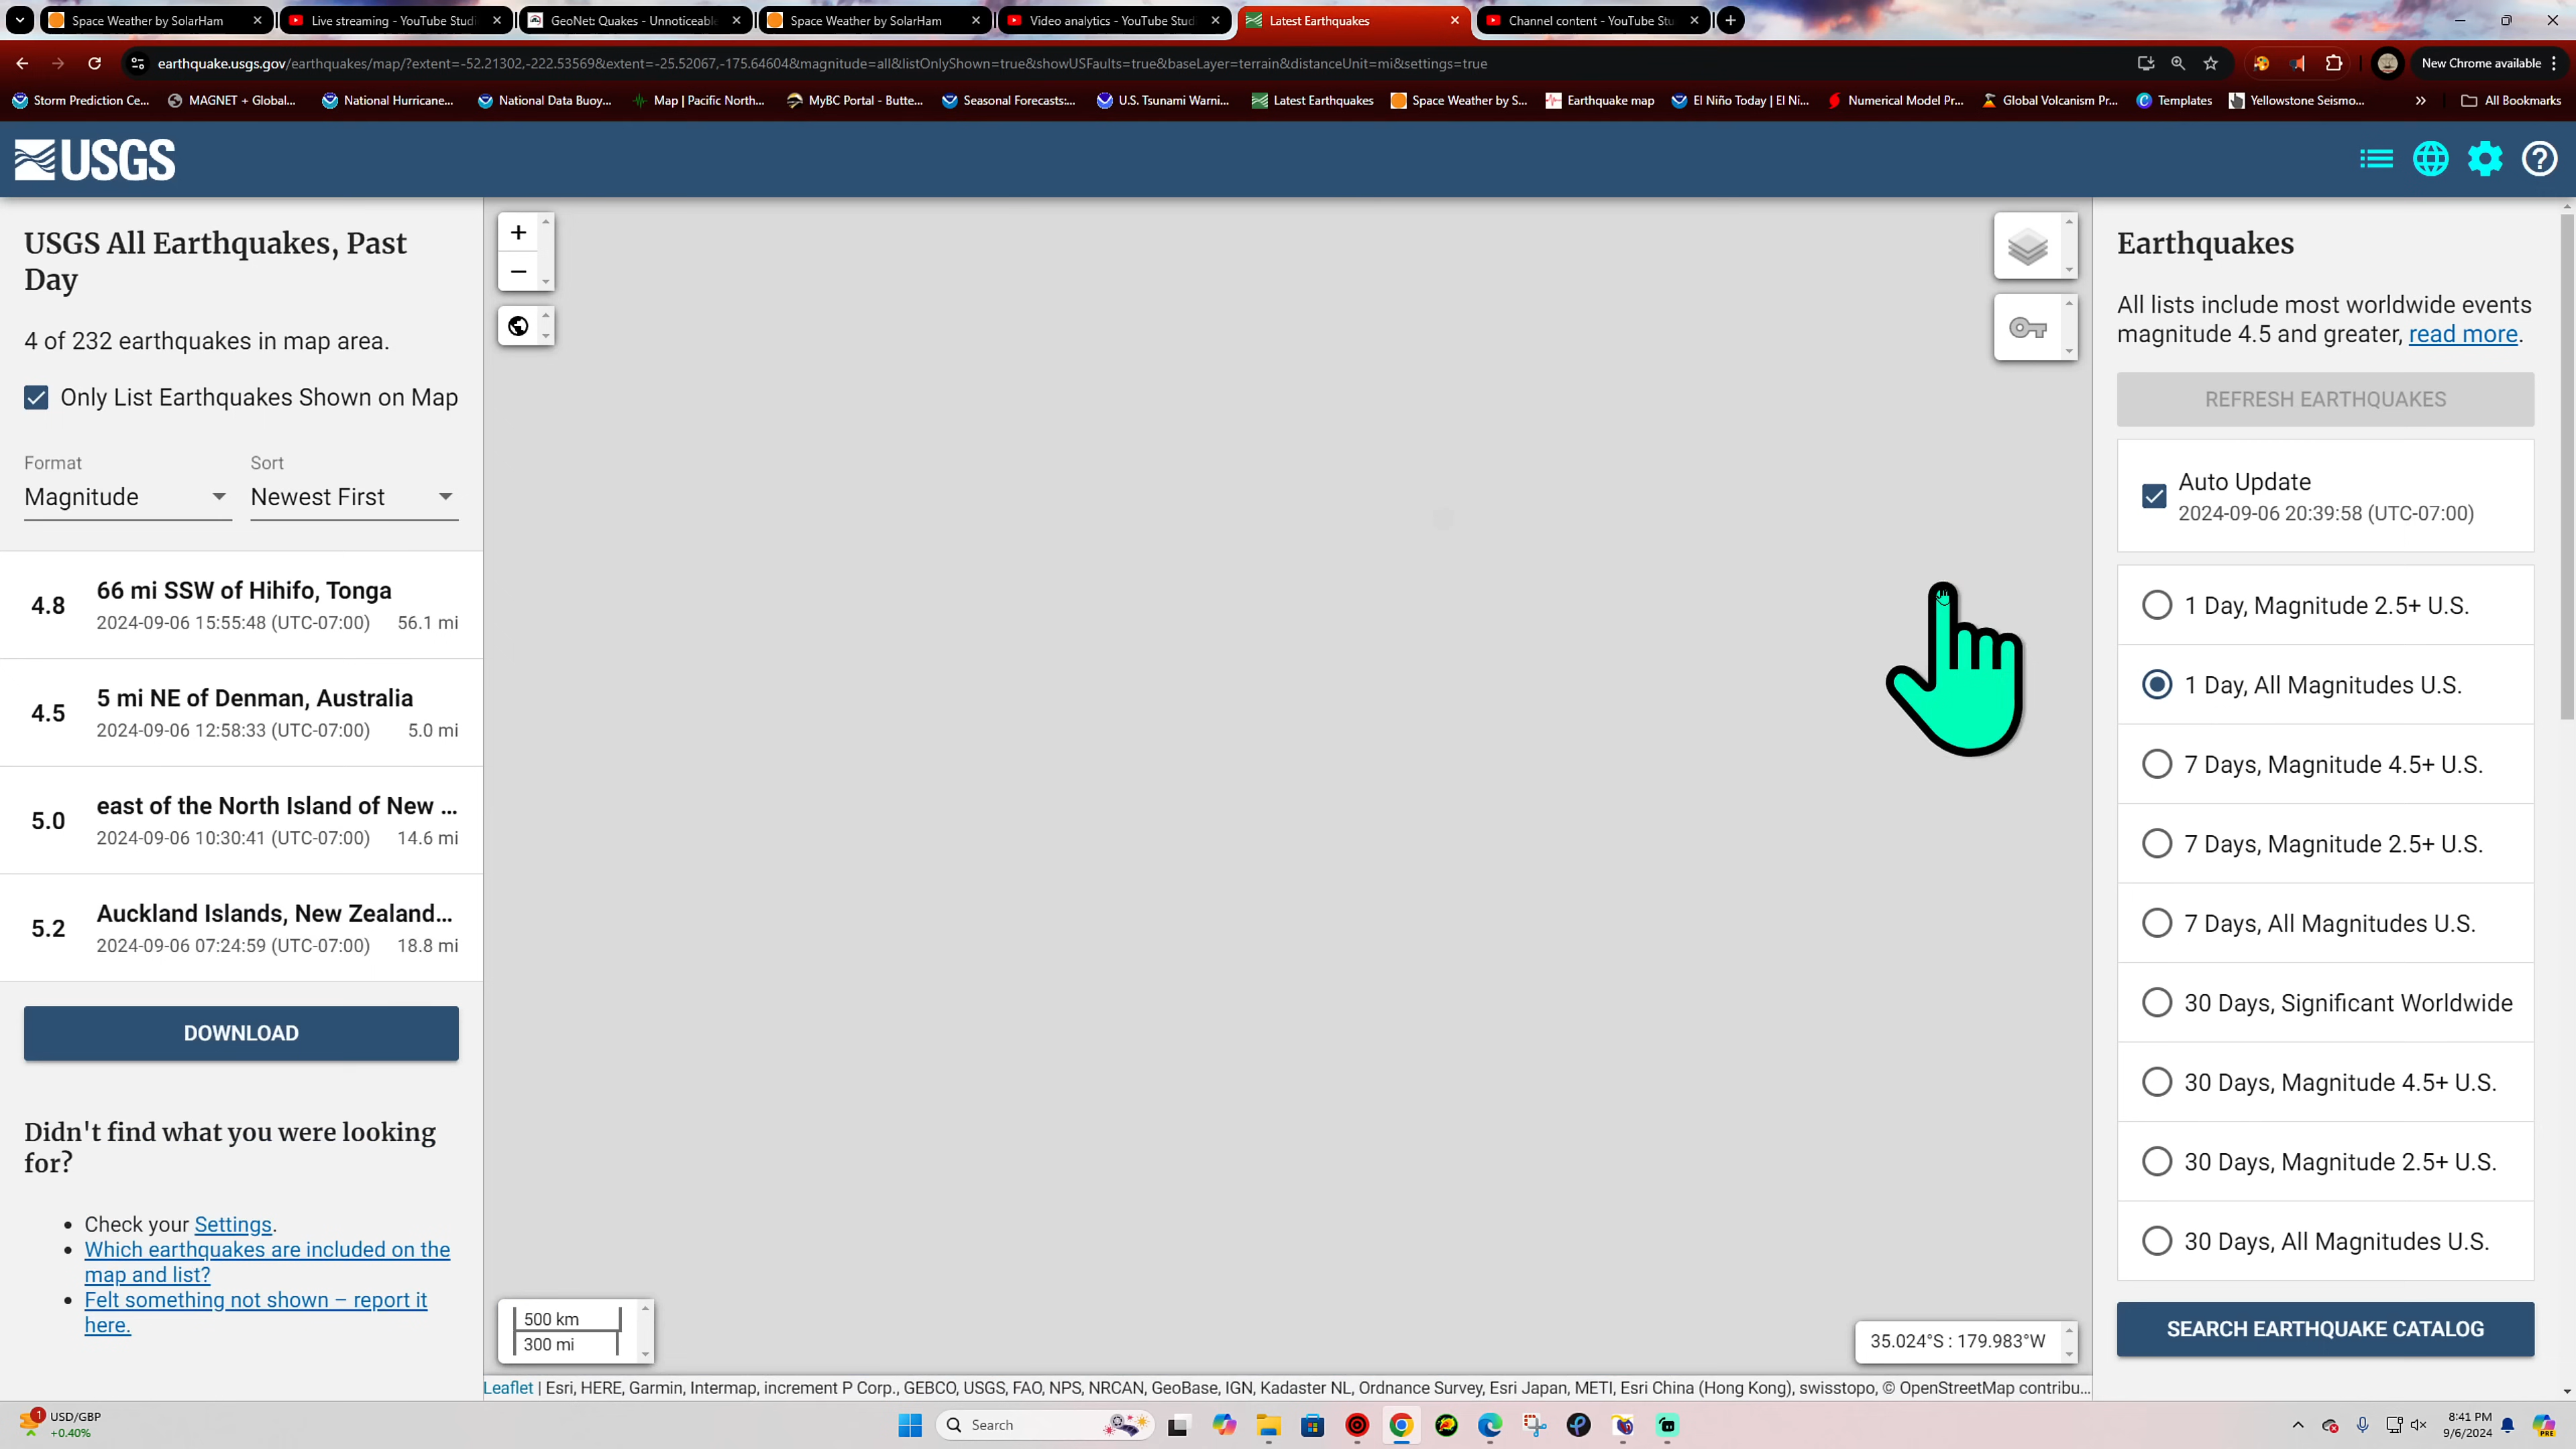 Space Weather by SolarHam
Live streaming - YouTube Studi
GeoNet: Quakes - Unnoticeable
Space Weather by SolarHam
Video analytics - YouTube Studi
Latest Earthquakes
Channel content - YouTube Stu
earthquake.usgs.gov/earthquakes/map/?extent=-52.21302,-222.53569&extent=-25.52067,-175.64604&magnitude=all&listOnlyShown=true&showUSFaults=true&baseLayer=terrain&distanceUnit=mi&settings=true
New Chrome available
Storm Prediction Ce...
MAGNET + Global...
National Hurricane...
National Data Buoy...
Map | Pacific North...
MyBC Portal - Butte...
Seasonal Forecasts:...
U.S. Tsunami Warni...
Latest Earthquakes
Space Weather by S...
Earthquake map
El Niño Today | El Ni...
Numerical Model Pr...
Global Volcanism Pr...
Templates
Yellowstone Seismo...
All Bookmarks
USGS
USGS All Earthquakes, Past
Day
4 of 232 earthquakes in map area.
Only List Earthquakes Shown on Map
Format
Sort
Magnitude
Newest First
4.8
66 mi SSW of Hihifo, Tonga
2024-09-06 15:55:48 (UTC-07:00) 56.1 mi
4.5
5 mi NE of Denman, Australia
2024-09-06 12:58:33 (UTC-07:00) 5.0 mi
5.0
east of the North Island of New ...
2024-09-06 10:30:41 (UTC-07:00) 14.6 mi
5.2
Auckland Islands, New Zealand...
2024-09-06 07:24:59 (UTC-07:00) 18.8 mi
DOWNLOAD
Didn't find what you were looking
for?
• Check your Settings.
• Which earthquakes are included on the
map and list?
• Felt something not shown – report it
here.
+
−
500 km
300 mi
35.024°S : 179.983°W
Leaflet | Esri, HERE, Garmin, Intermap, increment P Corp., GEBCO, USGS, FAO, NPS, NRCAN, GeoBase, IGN, Kadaster NL, Ordnance Survey, Esri Japan, METI, Esri China (Hong Kong), swisstopo, © OpenStreetMap contribu...
Earthquakes
All lists include most worldwide events
magnitude 4.5 and greater, read more.
REFRESH EARTHQUAKES
Auto Update
2024-09-06 20:39:58 (UTC-07:00)
1 Day, Magnitude 2.5+ U.S.
1 Day, All Magnitudes U.S.
7 Days, Magnitude 4.5+ U.S.
7 Days, Magnitude 2.5+ U.S.
7 Days, All Magnitudes U.S.
30 Days, Significant Worldwide
30 Days, Magnitude 4.5+ U.S.
30 Days, Magnitude 2.5+ U.S.
30 Days, All Magnitudes U.S.
SEARCH EARTHQUAKE CATALOG
1
USD/GBP
+0.40%
Search
8:41 PM
9/6/2024
PRE